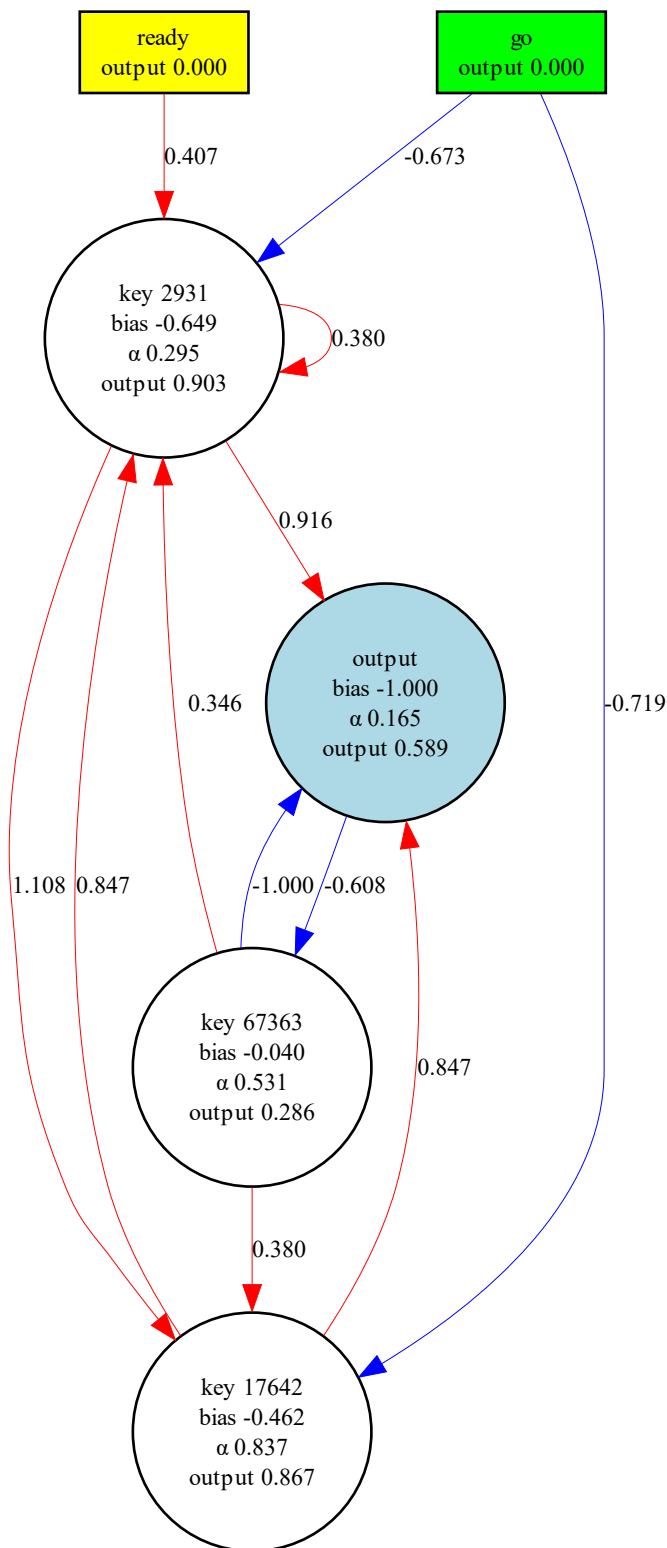 ready
output 0.000
go
output 0.000
0.407
-0.673
key 2931
bias -0.649
α 0.295
output 0.903
0.380
0.916
output
bias -1.000
α 0.165
output 0.589
0.346
-0.719
1.108
0.847
-1.000
-0.608
key 67363
bias -0.040
α 0.531
output 0.286
0.847
0.380
key 17642
bias -0.462
α 0.837
output 0.867